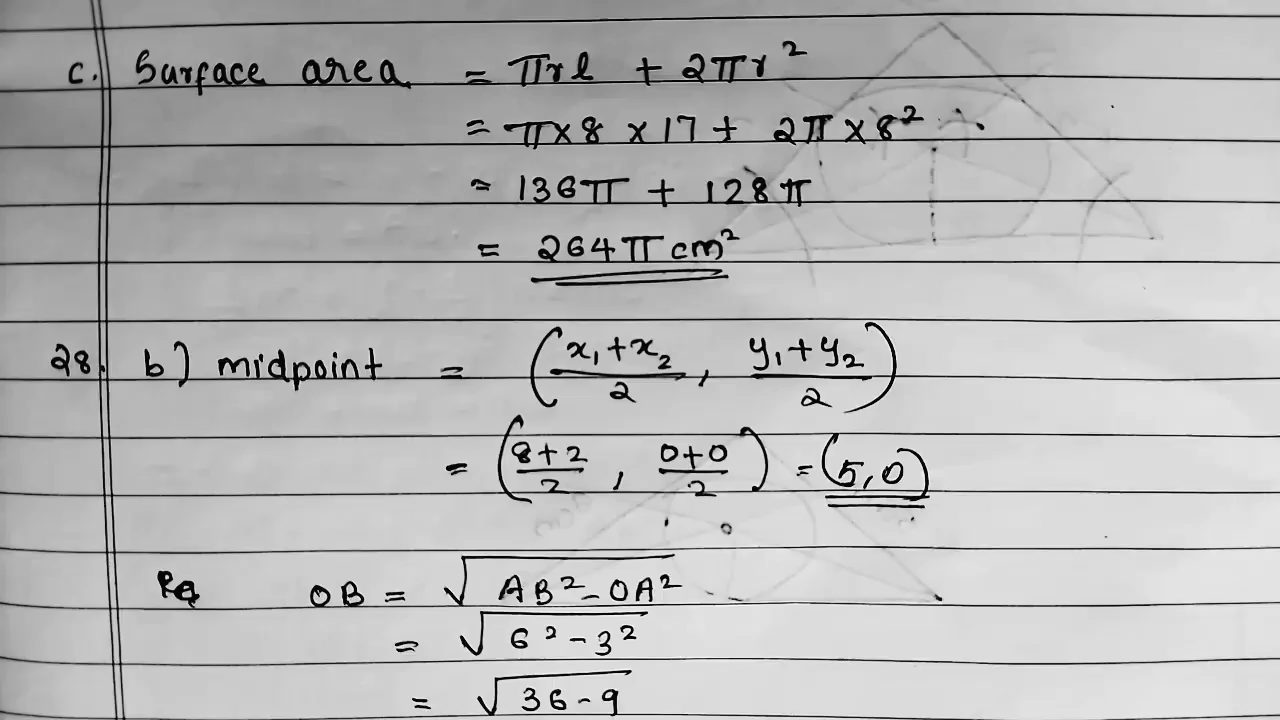 c. Surface area = πrl + 2πr²
= π×8 ×17 + 2π×8²
= 136π + 128π
= 264π cm²
28. b) midpoint = (x₁+x₂/2, y₁+y₂/2)
= (8+2/2, 0+0/2) = (5,0)
OB = √AB²-OA²
= √6²-3²
= √36-9